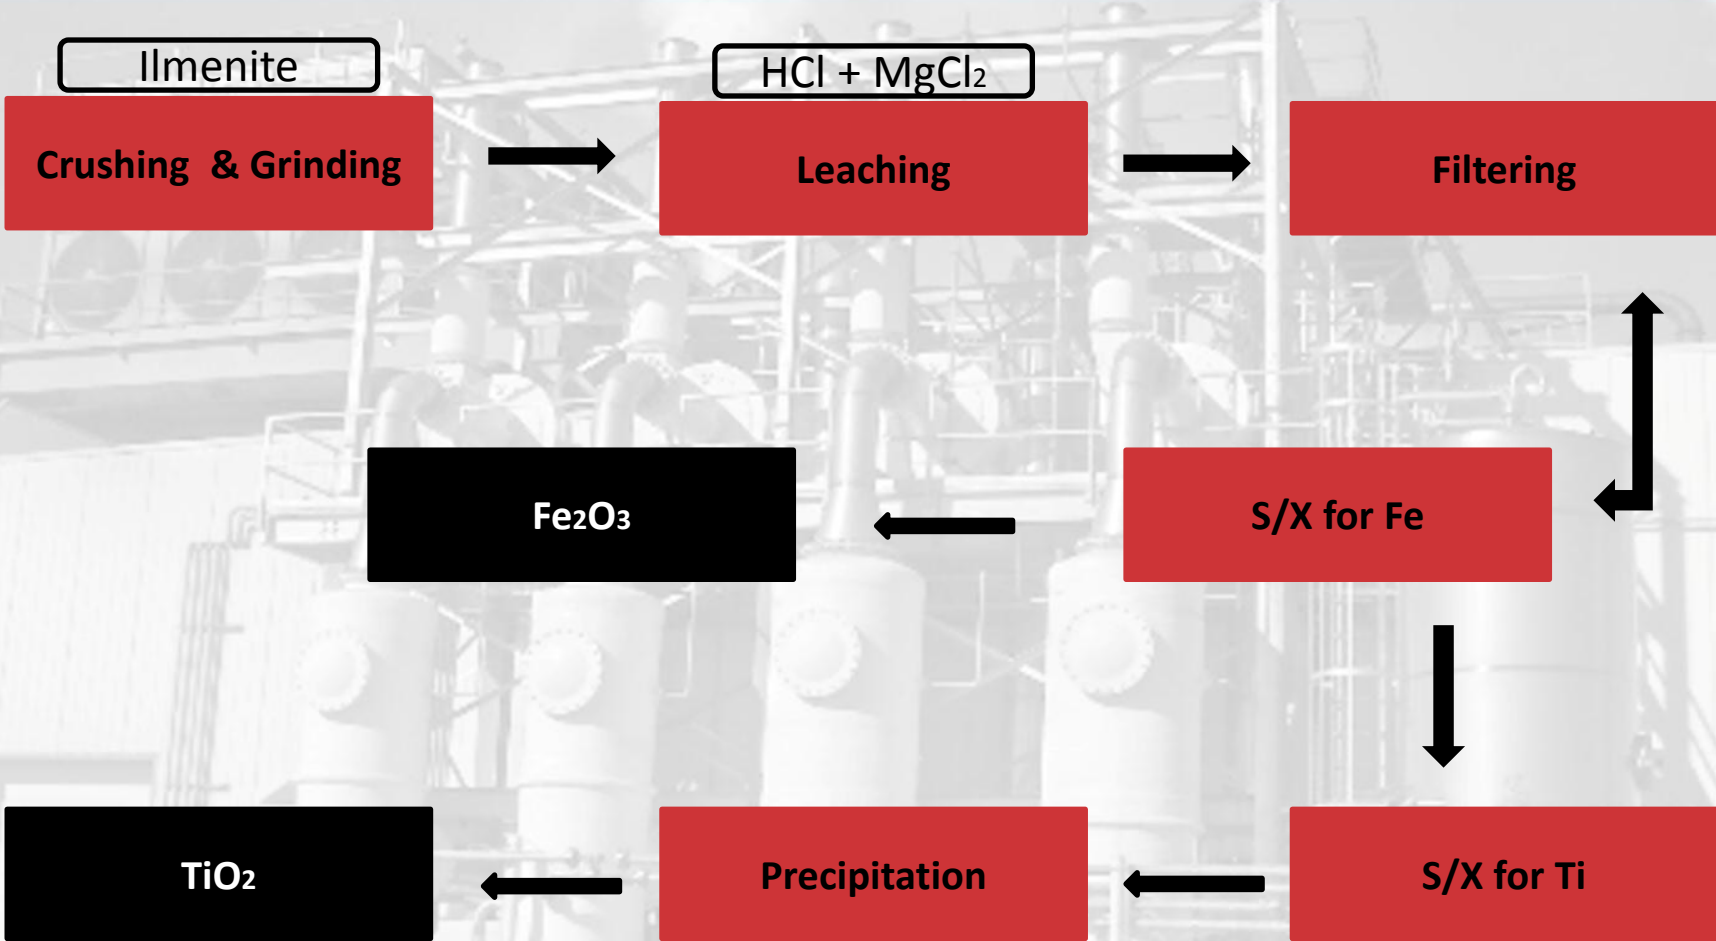 Ilmenite
HCl + MgCl2
Crushing & Grinding
Leaching
Filtering
Fe2O3
S/X for Fe
TiO2
Precipitation
S/X for Ti